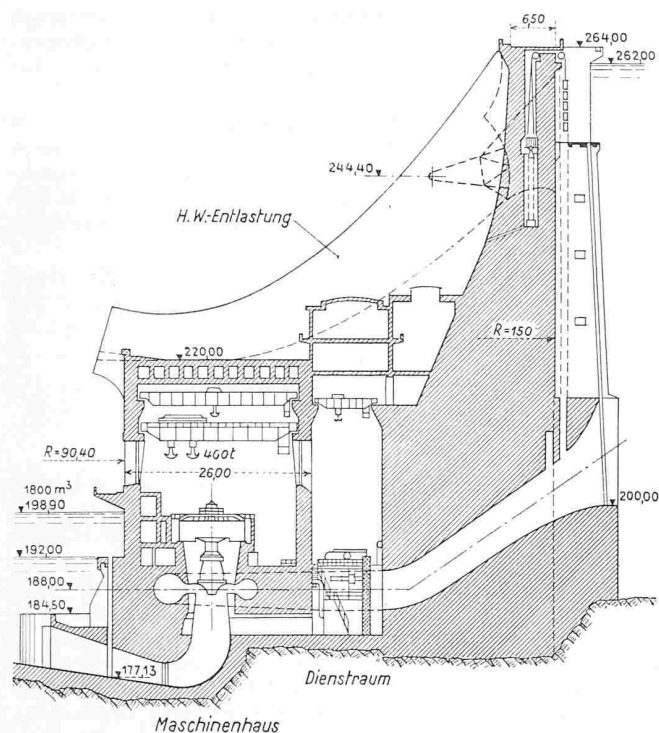 6,50
264,00
262,00
244,40
H.W.-Entlastung
R=150
220,00
R=90,40
460t
26,00
1800 m³
198,90
200,00
192,00
188,00
184,50
177,13
Dienstraum
Maschinenhaus